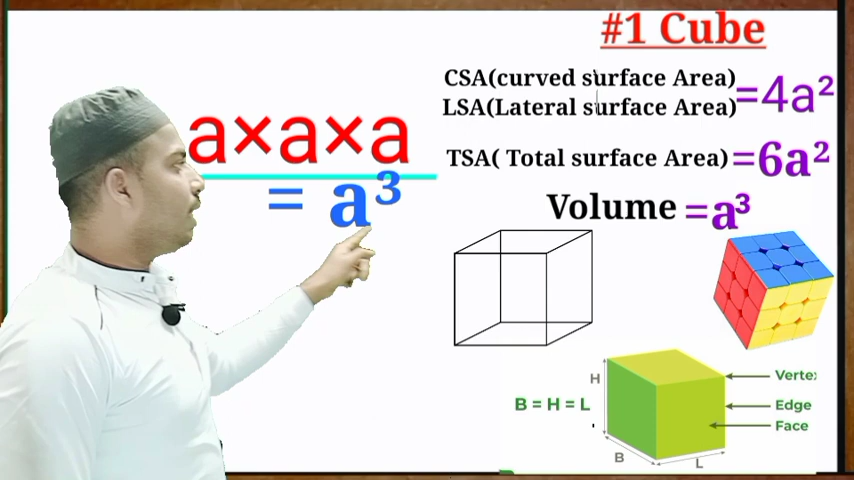 #1 Cube
CSA(curved surface Area)
LSA(Lateral surface Area)
=4a²
a×a×a
= a³
TSA( Total surface Area) =6a²
Volume =a³
H
B = H = L
B
L
Vertex
Edge
Face